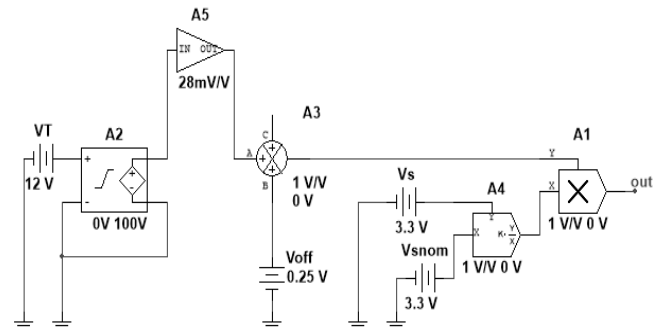 A5
IN OUT
28mV/V
VT
A2
12 V
+
-
+
-
0V 100V
A3
C
A
+
+
+
B
1 V/V
0 V
Voff
0.25 V
Vs
3.3 V
Vsnom
3.3 V
A4
Y
X
K·Y/X
1 V/V 0 V
A1
Y
X
X
1 V/V 0 V
out